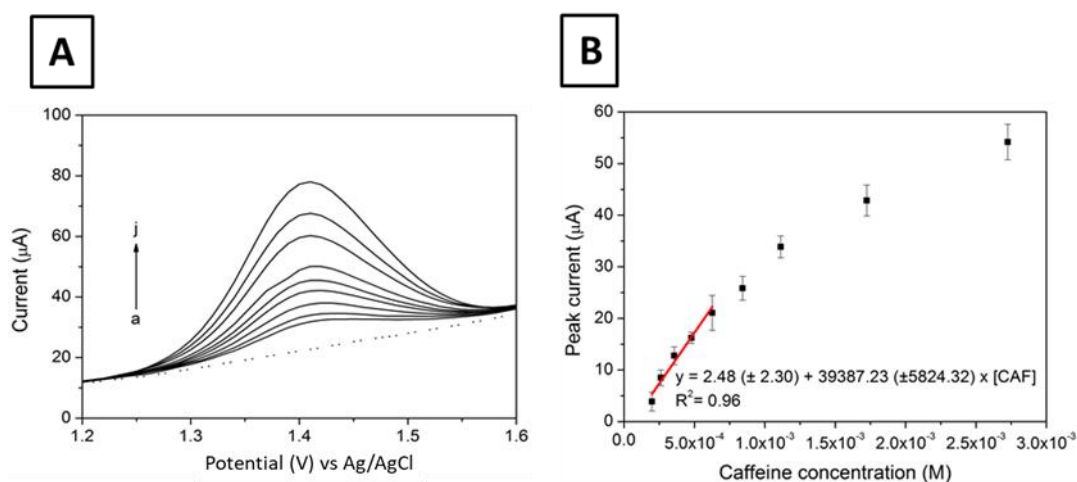 A
100
80
60
40
20
0
Current (µA)
j
a
1.2 1.3 1.4 1.5 1.6
Potential (V) vs Ag/AgCl
B
60
50
40
30
20
10
0
Peak current (µA)
y = 2.48 (± 2.30) + 39387.23 (±5824.32) x [CAF]
R²= 0.96
0.0 5.0x10⁻⁴ 1.0x10⁻³ 1.5x10⁻³ 2.0x10⁻³ 2.5x10⁻³ 3.0x10⁻³
Caffeine concentration (M)